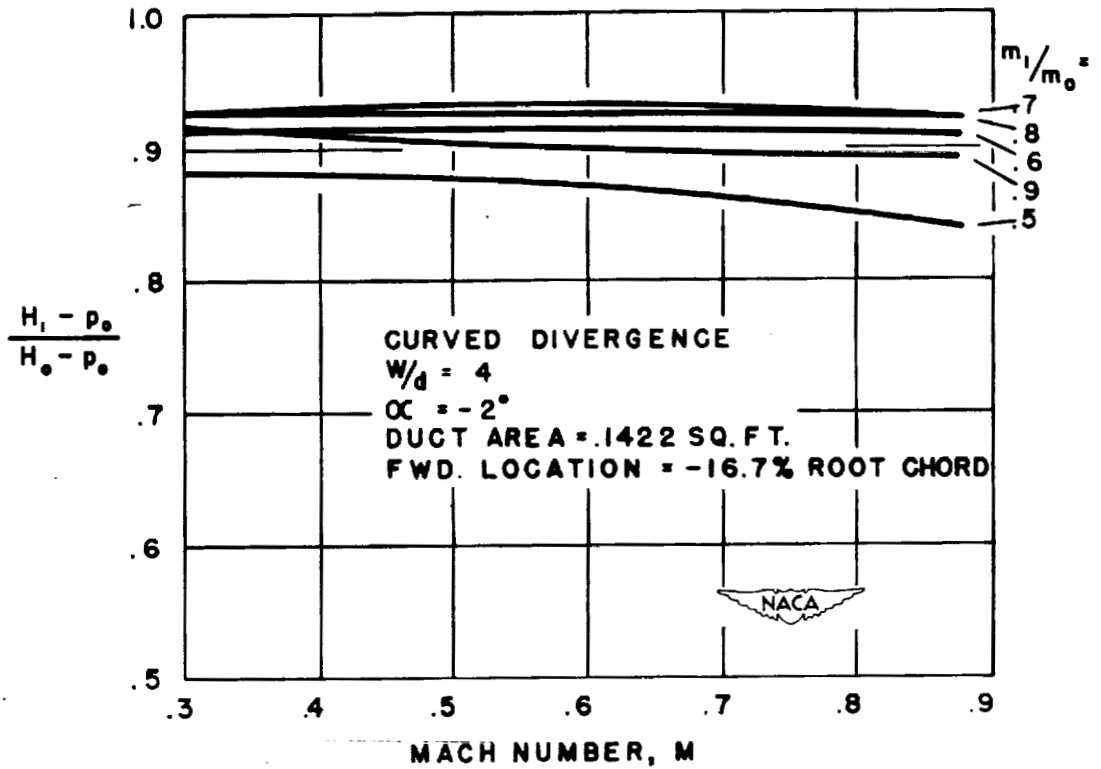 1.0
.9
.8
.7
.6
.5
H₁ - p₀
H₀ - p₀
m₁/m₀ =
.7
.8
.6
.9
.5
CURVED DIVERGENCE
W/d = 4
α = -2°
DUCT AREA = .1422 SQ. FT.
FWD. LOCATION = -16.7% ROOT CHORD
NACA
.3 .4 .5 .6 .7 .8 .9
MACH NUMBER, M